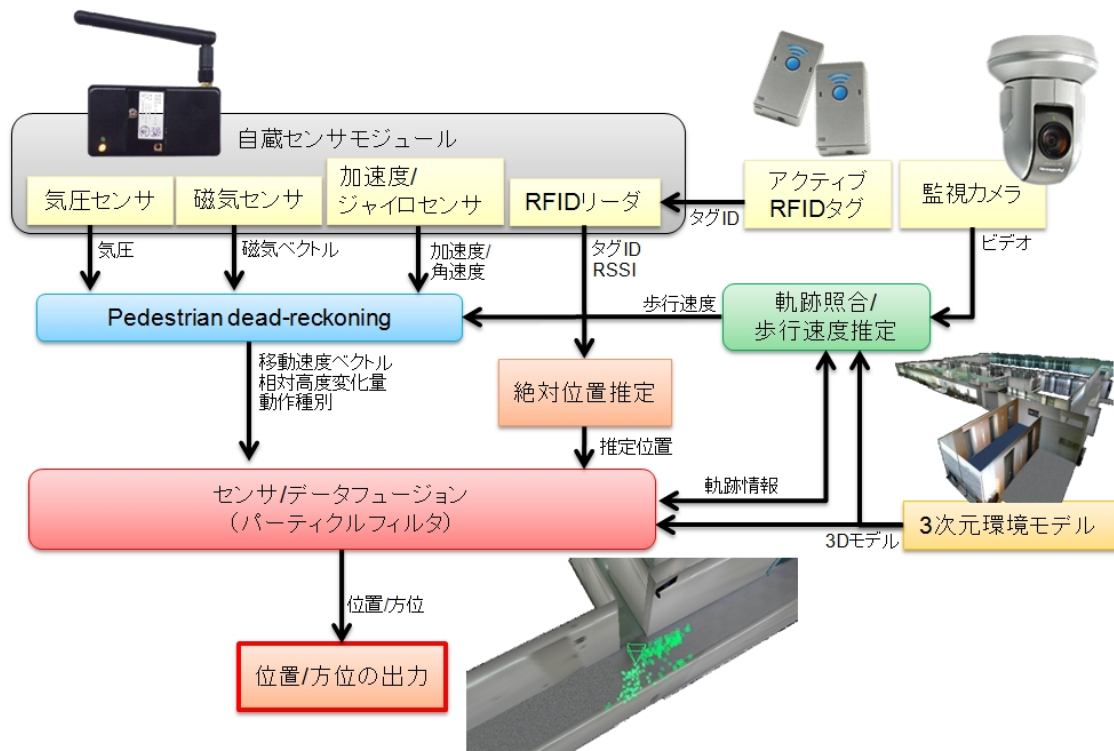 自蔵センサモジュール
気圧センサ
磁気センサ
加速度/
ジャイロセンサ
RFIDリーダ
タグID
アクティブ
RFIDタグ
監視カメラ
気圧
磁気ベクトル
加速度/
角速度
タグID
RSSI
ビデオ
Pedestrian dead-reckoning
歩行速度
軌跡照合/
歩行速度推定
移動速度ベクトル
相対高度変化量
動作種別
絶対位置推定
推定位置
センサ/データフュージョン
（パーティクルフィルタ）
軌跡情報
3Dモデル
3次元環境モデル
位置/方位
位置/方位の出力